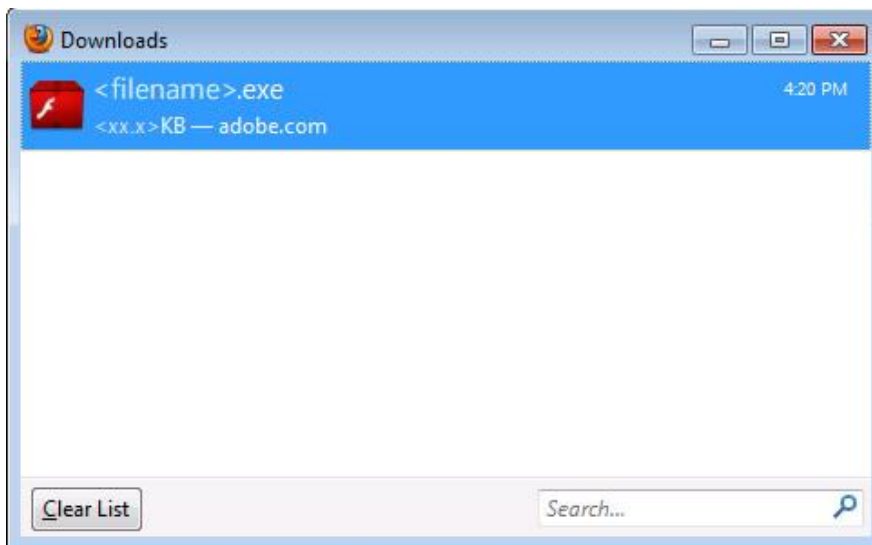 Downloads
<filename>.exe
4:20 PM
<xx.x>KB — adobe.com
Clear List
Search...